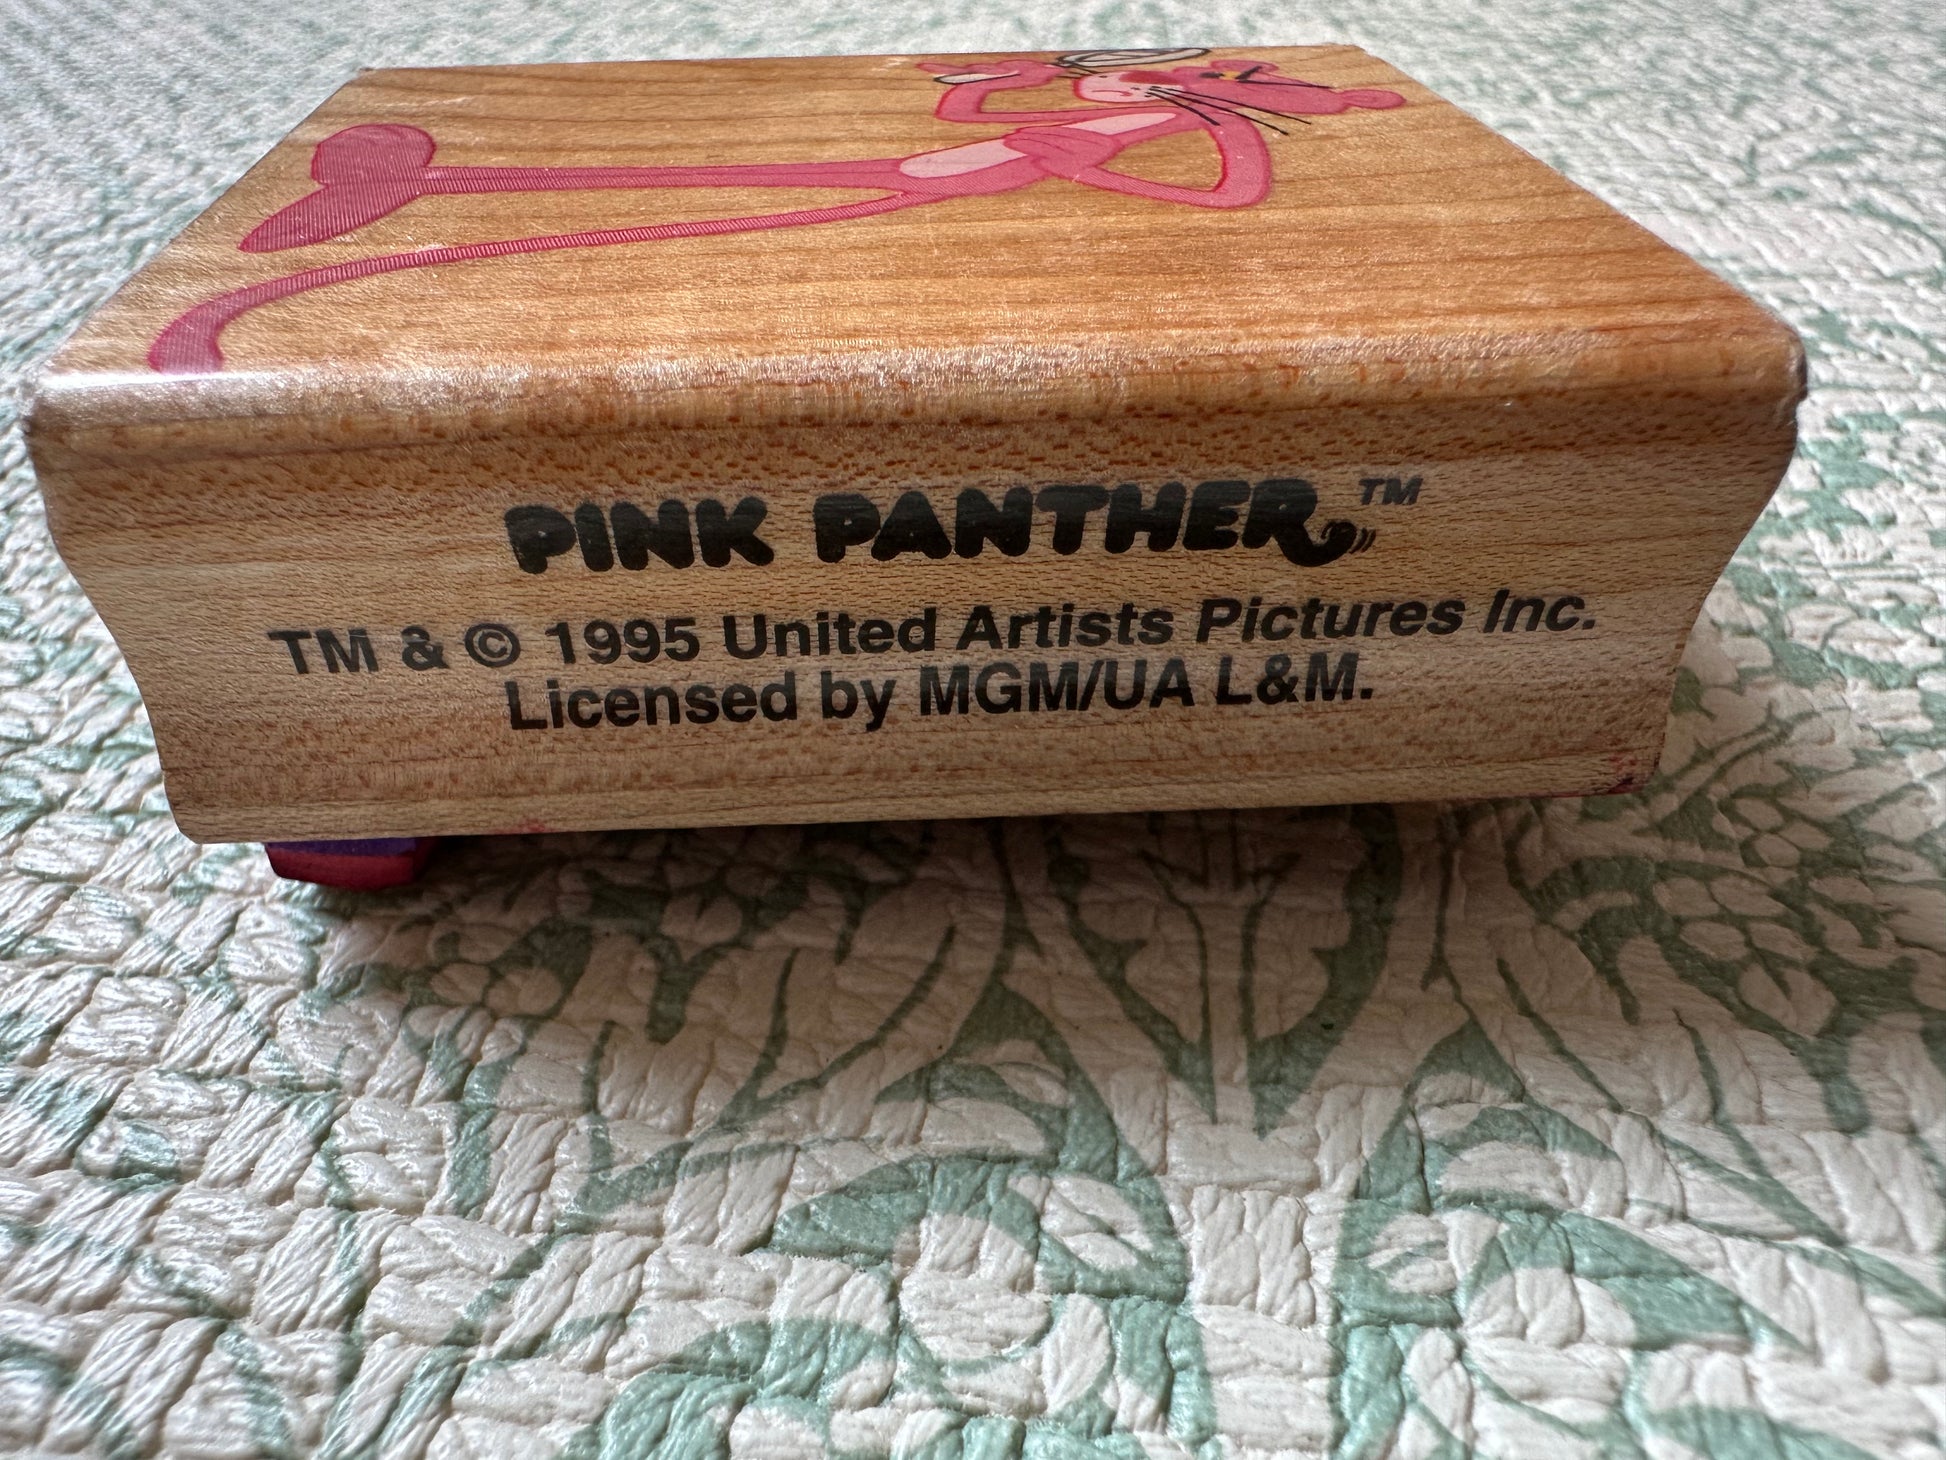 PINK PANTHER™
TM & © 1995 United Artists Pictures Inc.
Licensed by MGM/UA L&M.